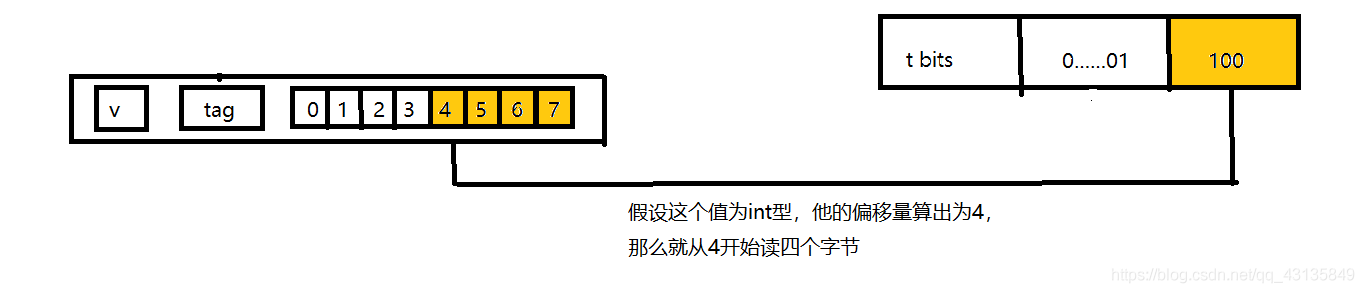 t bits 0......01 100
v tag 0 1 2 3 4 5 6 7
假设这个值为int型，他的偏移量算出为4，
那么就从4开始读四个字节
https://blog.csdn.net/qq_43135849